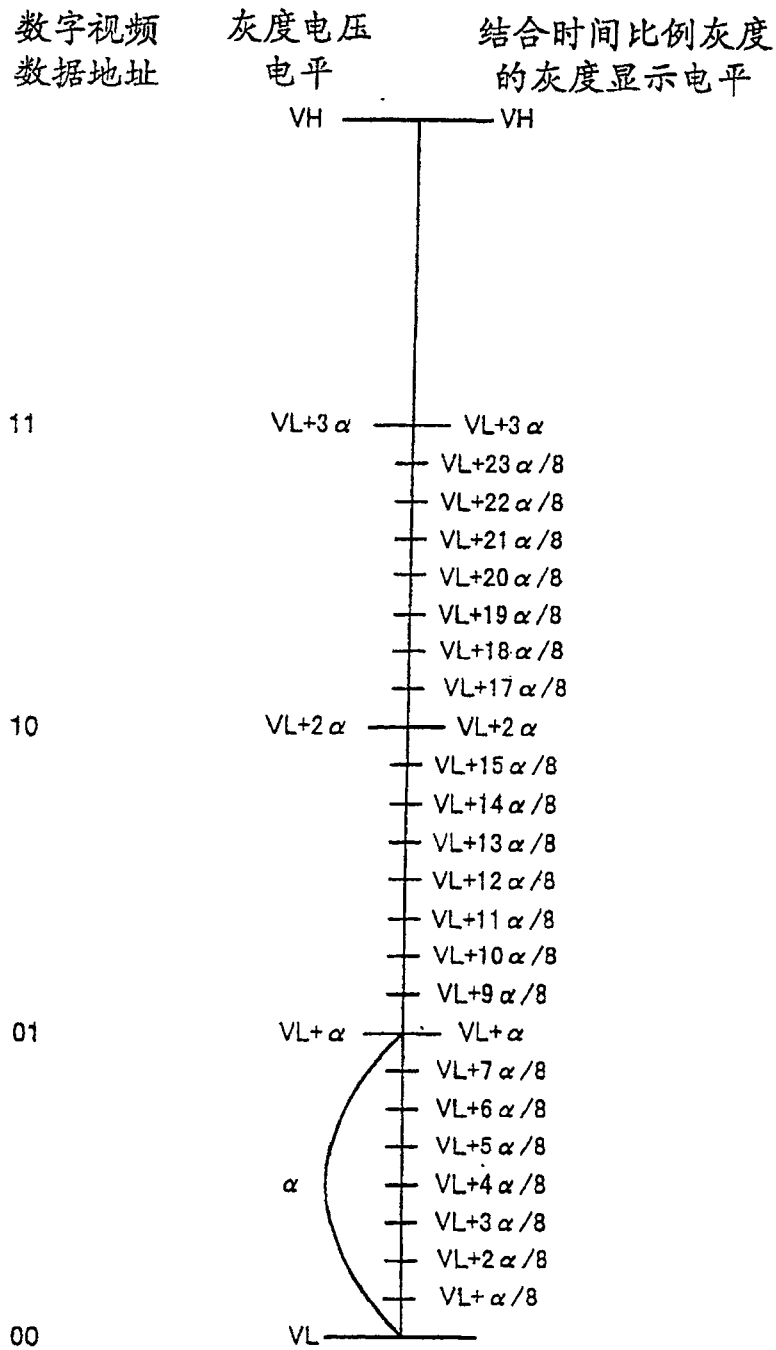 数字视频 灰度电压 结合时间比例灰度
数据地址 电平 的灰度显示电平
VH VH
11 VL+3α VL+3α
VL+23α/8
VL+22α/8
VL+21α/8
VL+20α/8
VL+19α/8
VL+18α/8
VL+17α/8
10 VL+2α VL+2α
VL+15α/8
VL+14α/8
VL+13α/8
VL+12α/8
VL+11α/8
VL+10α/8
VL+9α/8
01 VL+α VL+α
VL+7α/8
VL+6α/8
VL+5α/8
α VL+4α/8
VL+3α/8
VL+2α/8
VL+α/8
00 VL